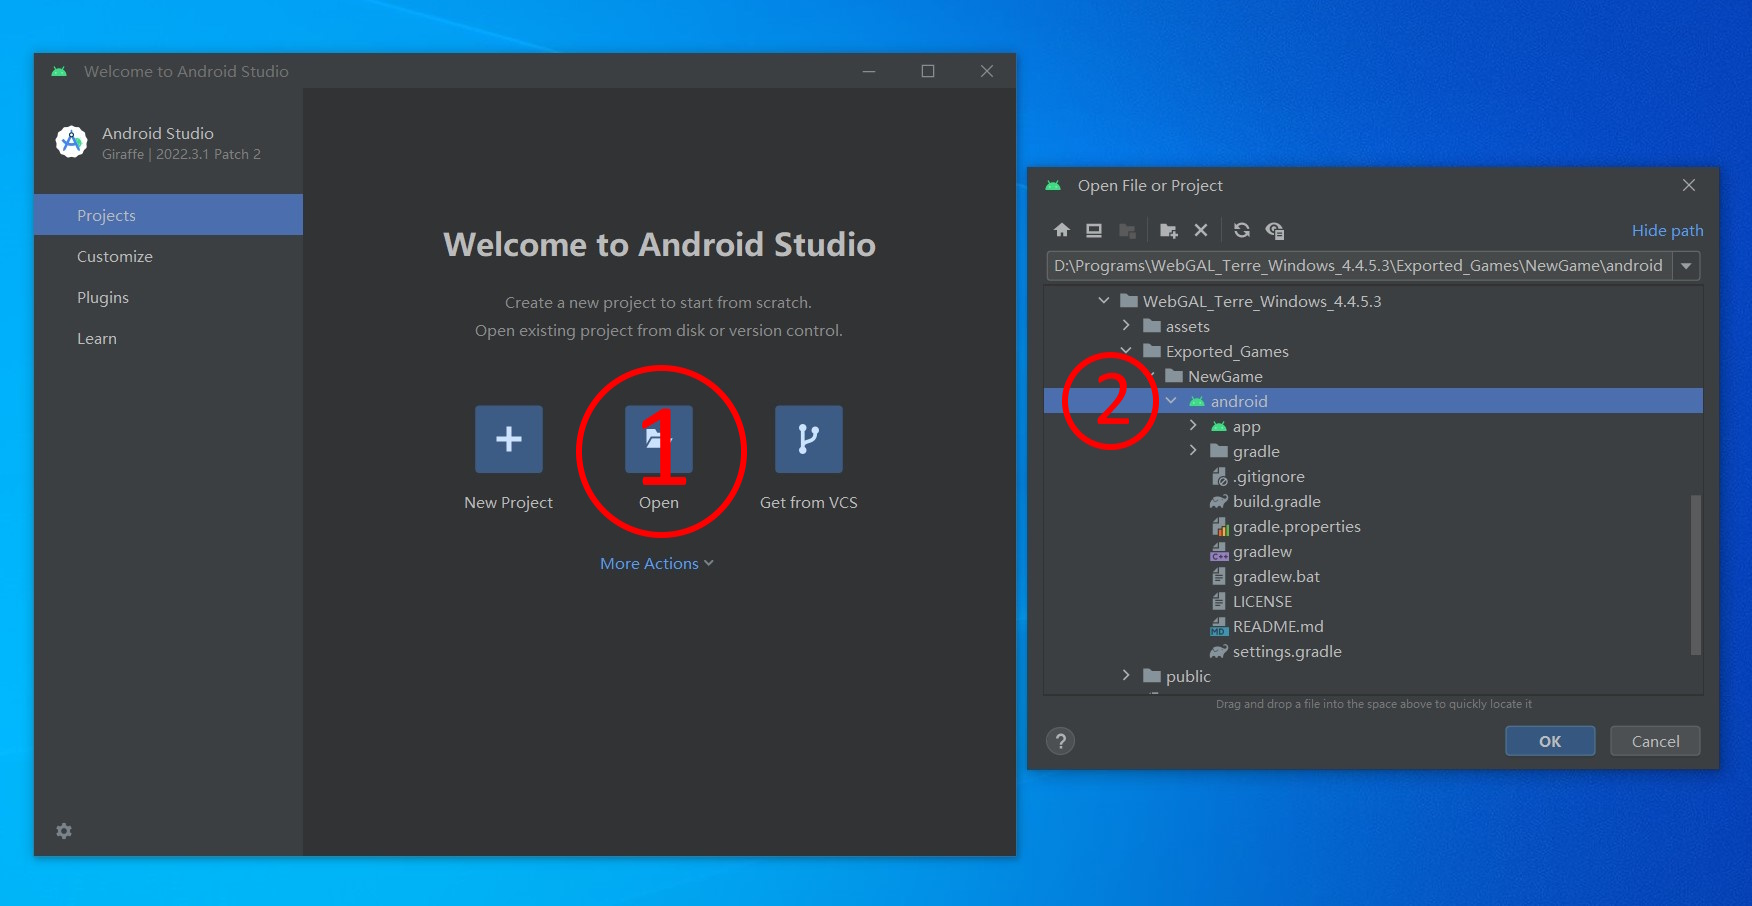 Welcome to Android Studio
Android Studio
Giraffe | 2022.3.1 Patch 2
Projects
Customize
Plugins
Learn
Welcome to Android Studio
Create a new project to start from scratch.
Open existing project from disk or version control.
1
New Project
Open
Get from VCS
More Actions
Open File or Project
Hide path
D:\Programs\WebGAL_Terre_Windows_4.4.5.3\Exported_Games\NewGame\android
WebGAL_Terre_Windows_4.4.5.3
assets
Exported_Games
NewGame
2
android
app
gradle
.gitignore
build.gradle
gradle.properties
C++
gradlew
gradlew.bat
LICENSE
MD
README.md
settings.gradle
public
Drag and drop a file into the space above to quickly locate it
?
OK
Cancel